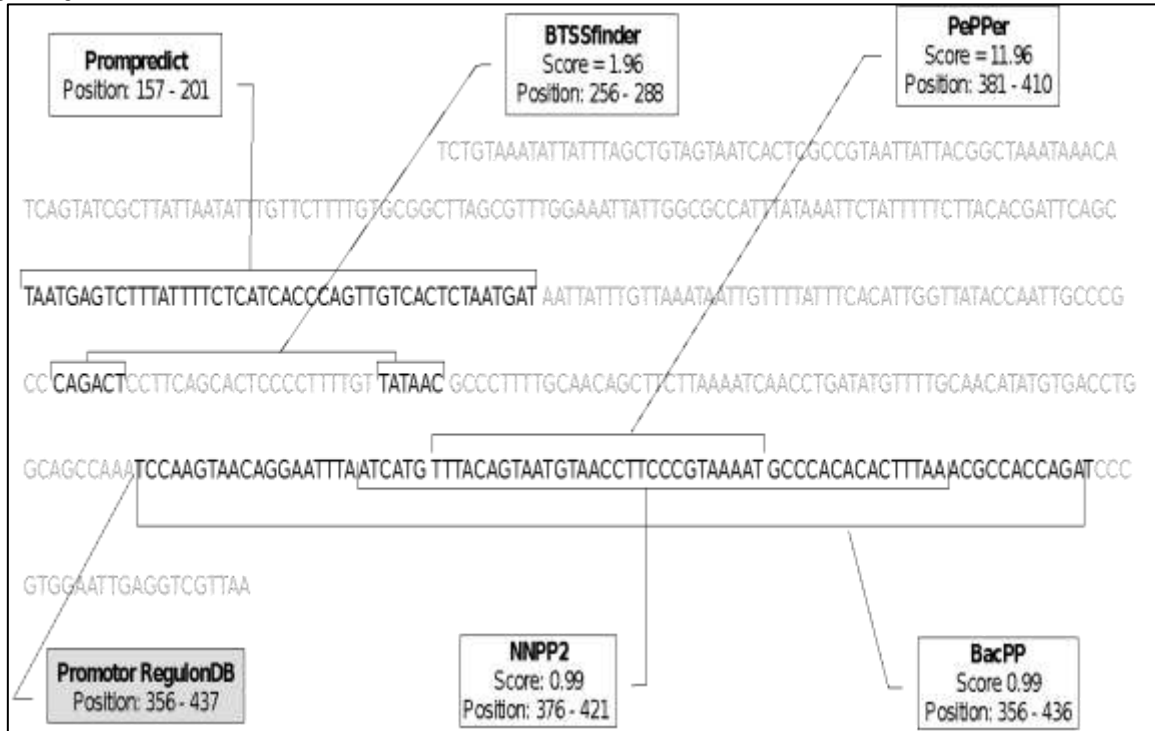 Prompredict
Position: 157 - 201
BTSSfinder
Score = 1.96
Position: 256 - 288
PePPer
Score = 11.96
Position: 381 - 410
TCTGTAAATATTATTTAGCTGTAGTAATCACTCGCCGTAATTATTACGGCTAAATAAACA
TCAGTATCGCTTATTAATATTTGTTCTTTTGTGCGGCTTAGCGTTTGGAAATTATTGGCGCCATTTATAAATTCTATTTTTCTTACACGATTCAGC
TAATGAGTCTTTATTTTCTCATCACCCAGTTGTCACTCTAATGAT AATTATTTGTTAAATAATTGTTTTATTTCACATTGGTTATACCAATTGCCCG
CC CAGACT CCTTCAGCACTCCCCTTTTGT TATAAC GCCCTTTTGCAACAGCTTCTTAAAATCAACCTGATATGTTTTGCAACATATGTGACCTG
GCAGCCAAATCCAAGTAACAGGAATTTAATCATG TTTACAGTAATGTAACCTTCCCGTAAAAT GCCCACACACTTTAAACGCCACCAGATCCC
GTGGAATTGAGGTCGTTAA
Promotor RegulonDB
Position: 356 - 437
NNPP2
Score: 0.99
Position: 376 - 421
BacPP
Score 0.99
Position: 356 - 436